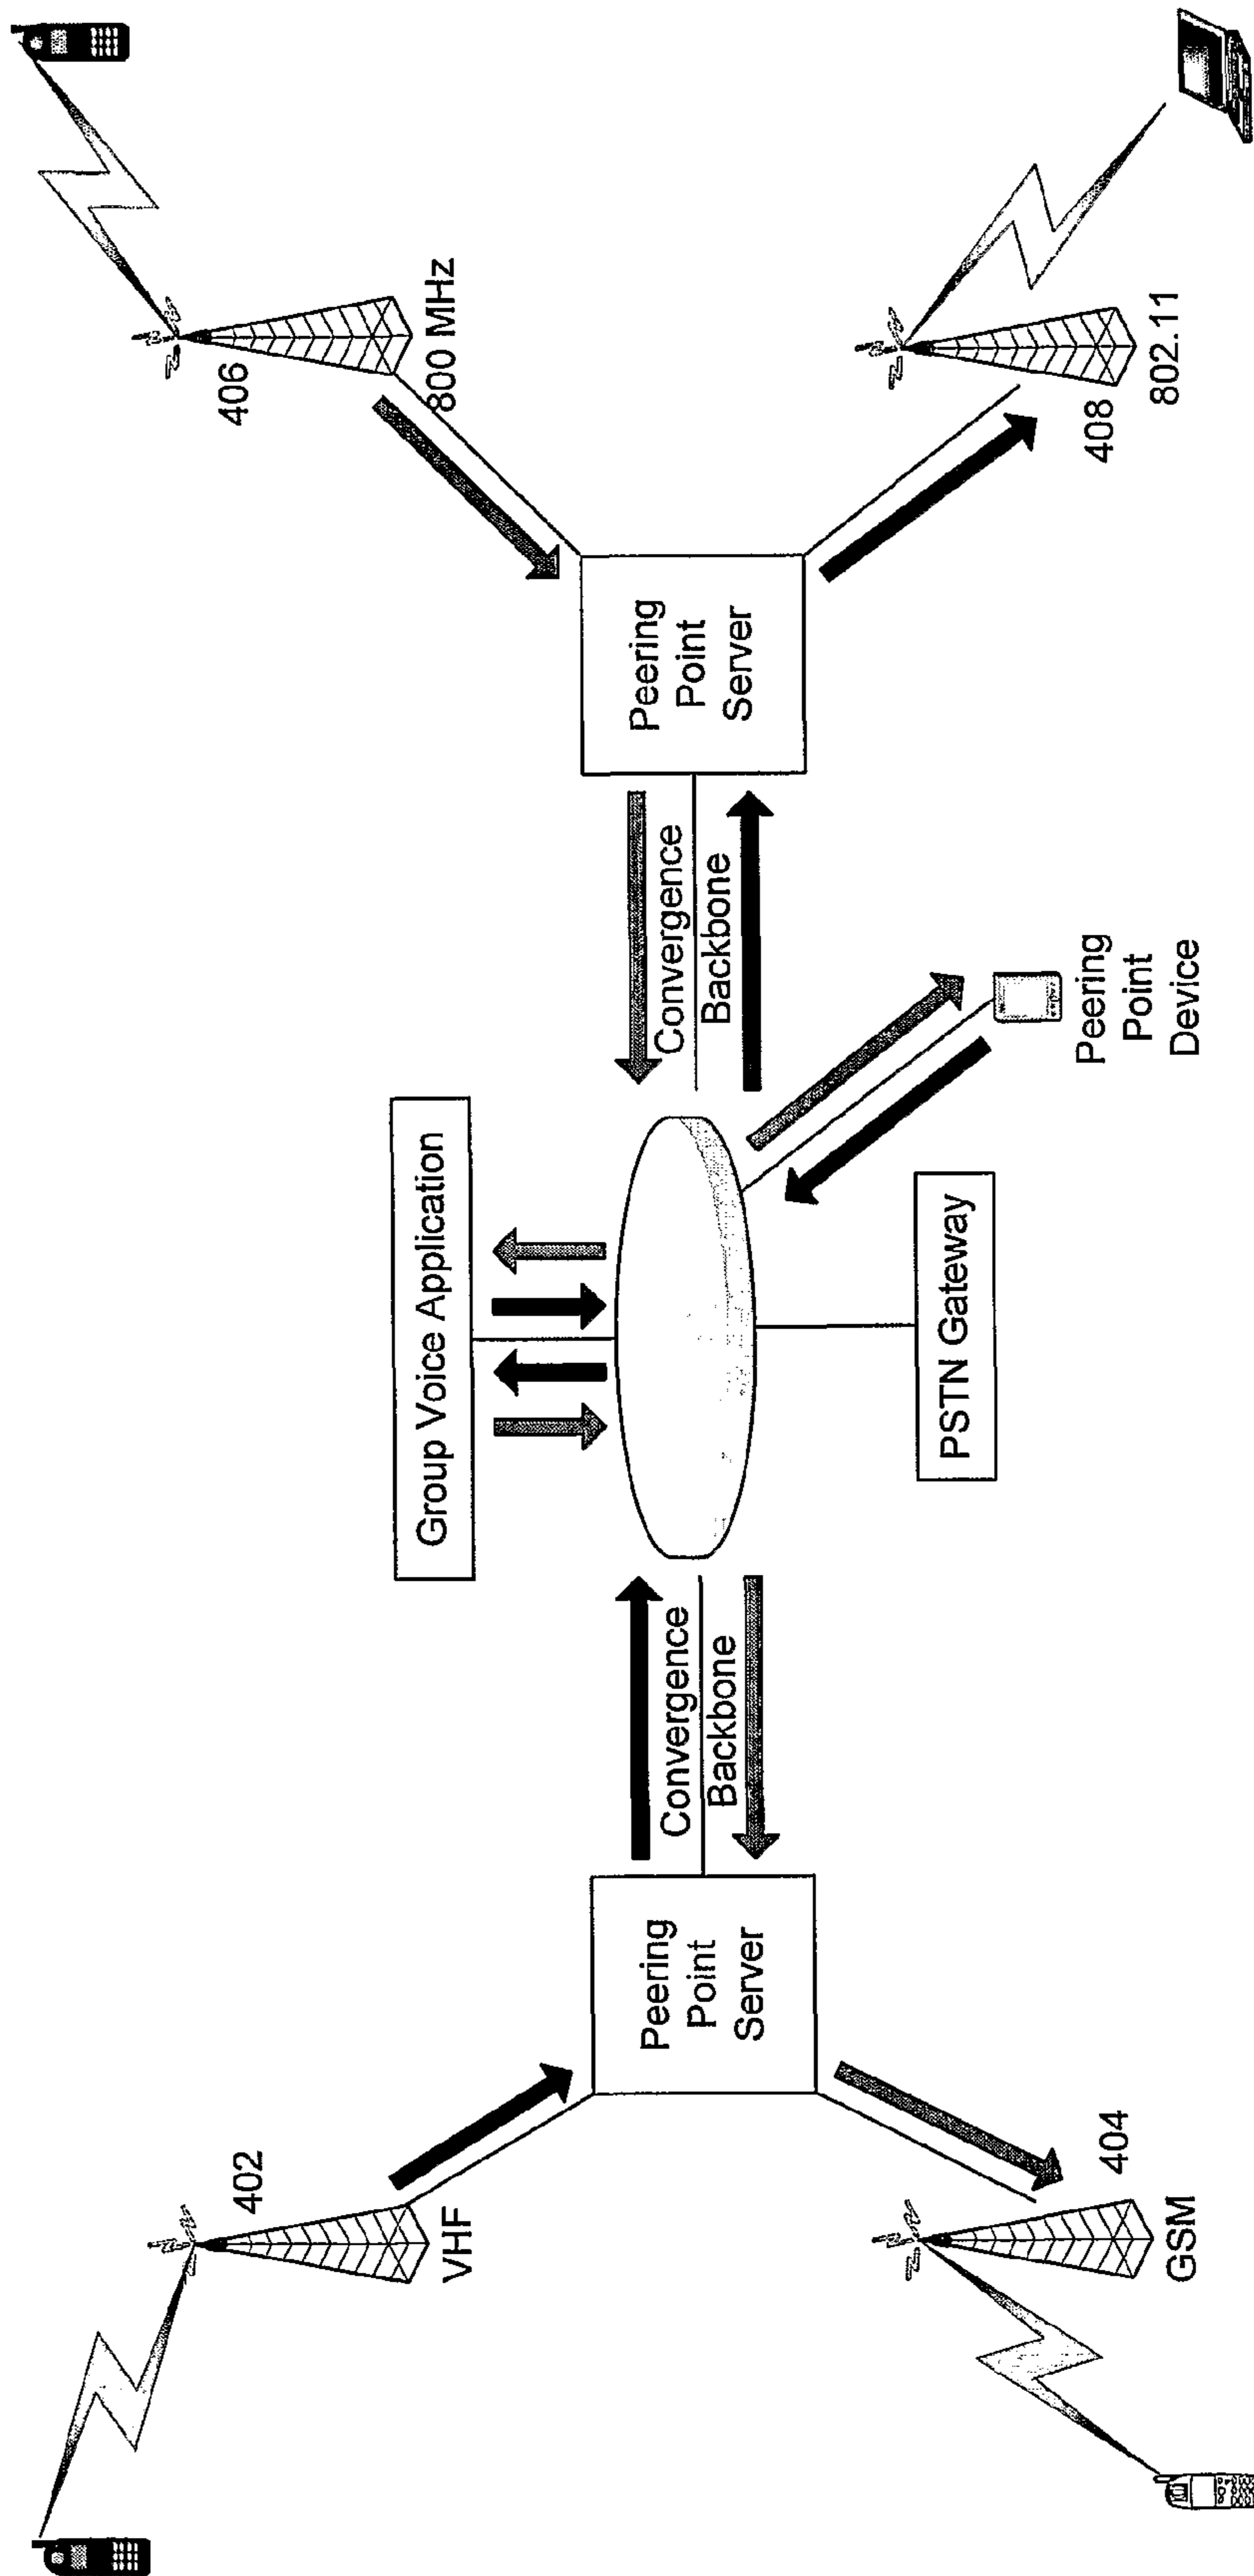 402
VHF
404
GSM
Peering
Point
Server
Convergence
Backbone
Group Voice Application
PSTN Gateway
Peering
Point
Device
Convergence
Backbone
Peering
Point
Server
406
800 MHz
408
802.11